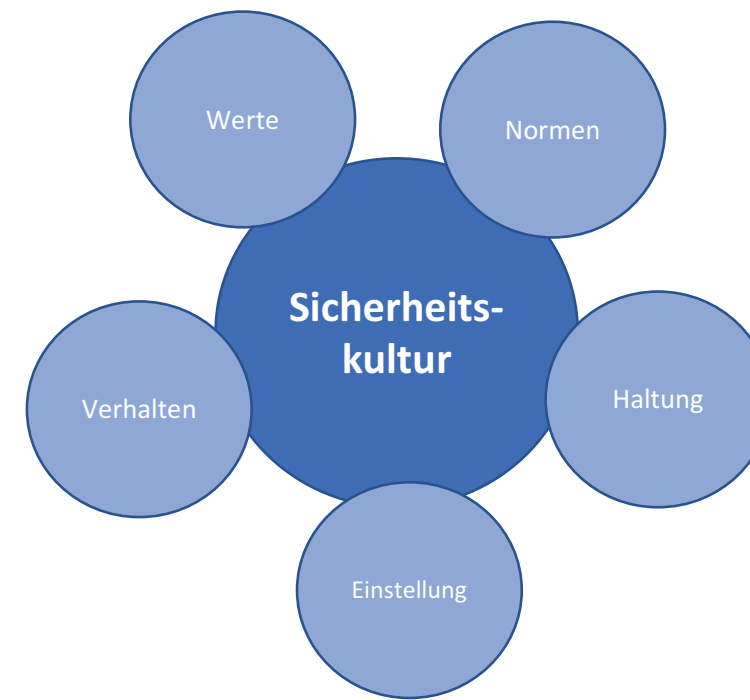 Werte
Normen
Sicherheits-
kultur
Haltung
Verhalten
Einstellung